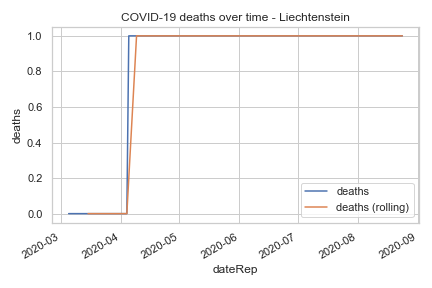 COVID-19 deaths over time - Liechtenstein
1.0
0.8
0.6
0.4
0.2
0.0
deaths
deaths
deaths (rolling)
2020-03
2020-04
2020-05
2020-06
2020-07
2020-08
2020-09
dateRep